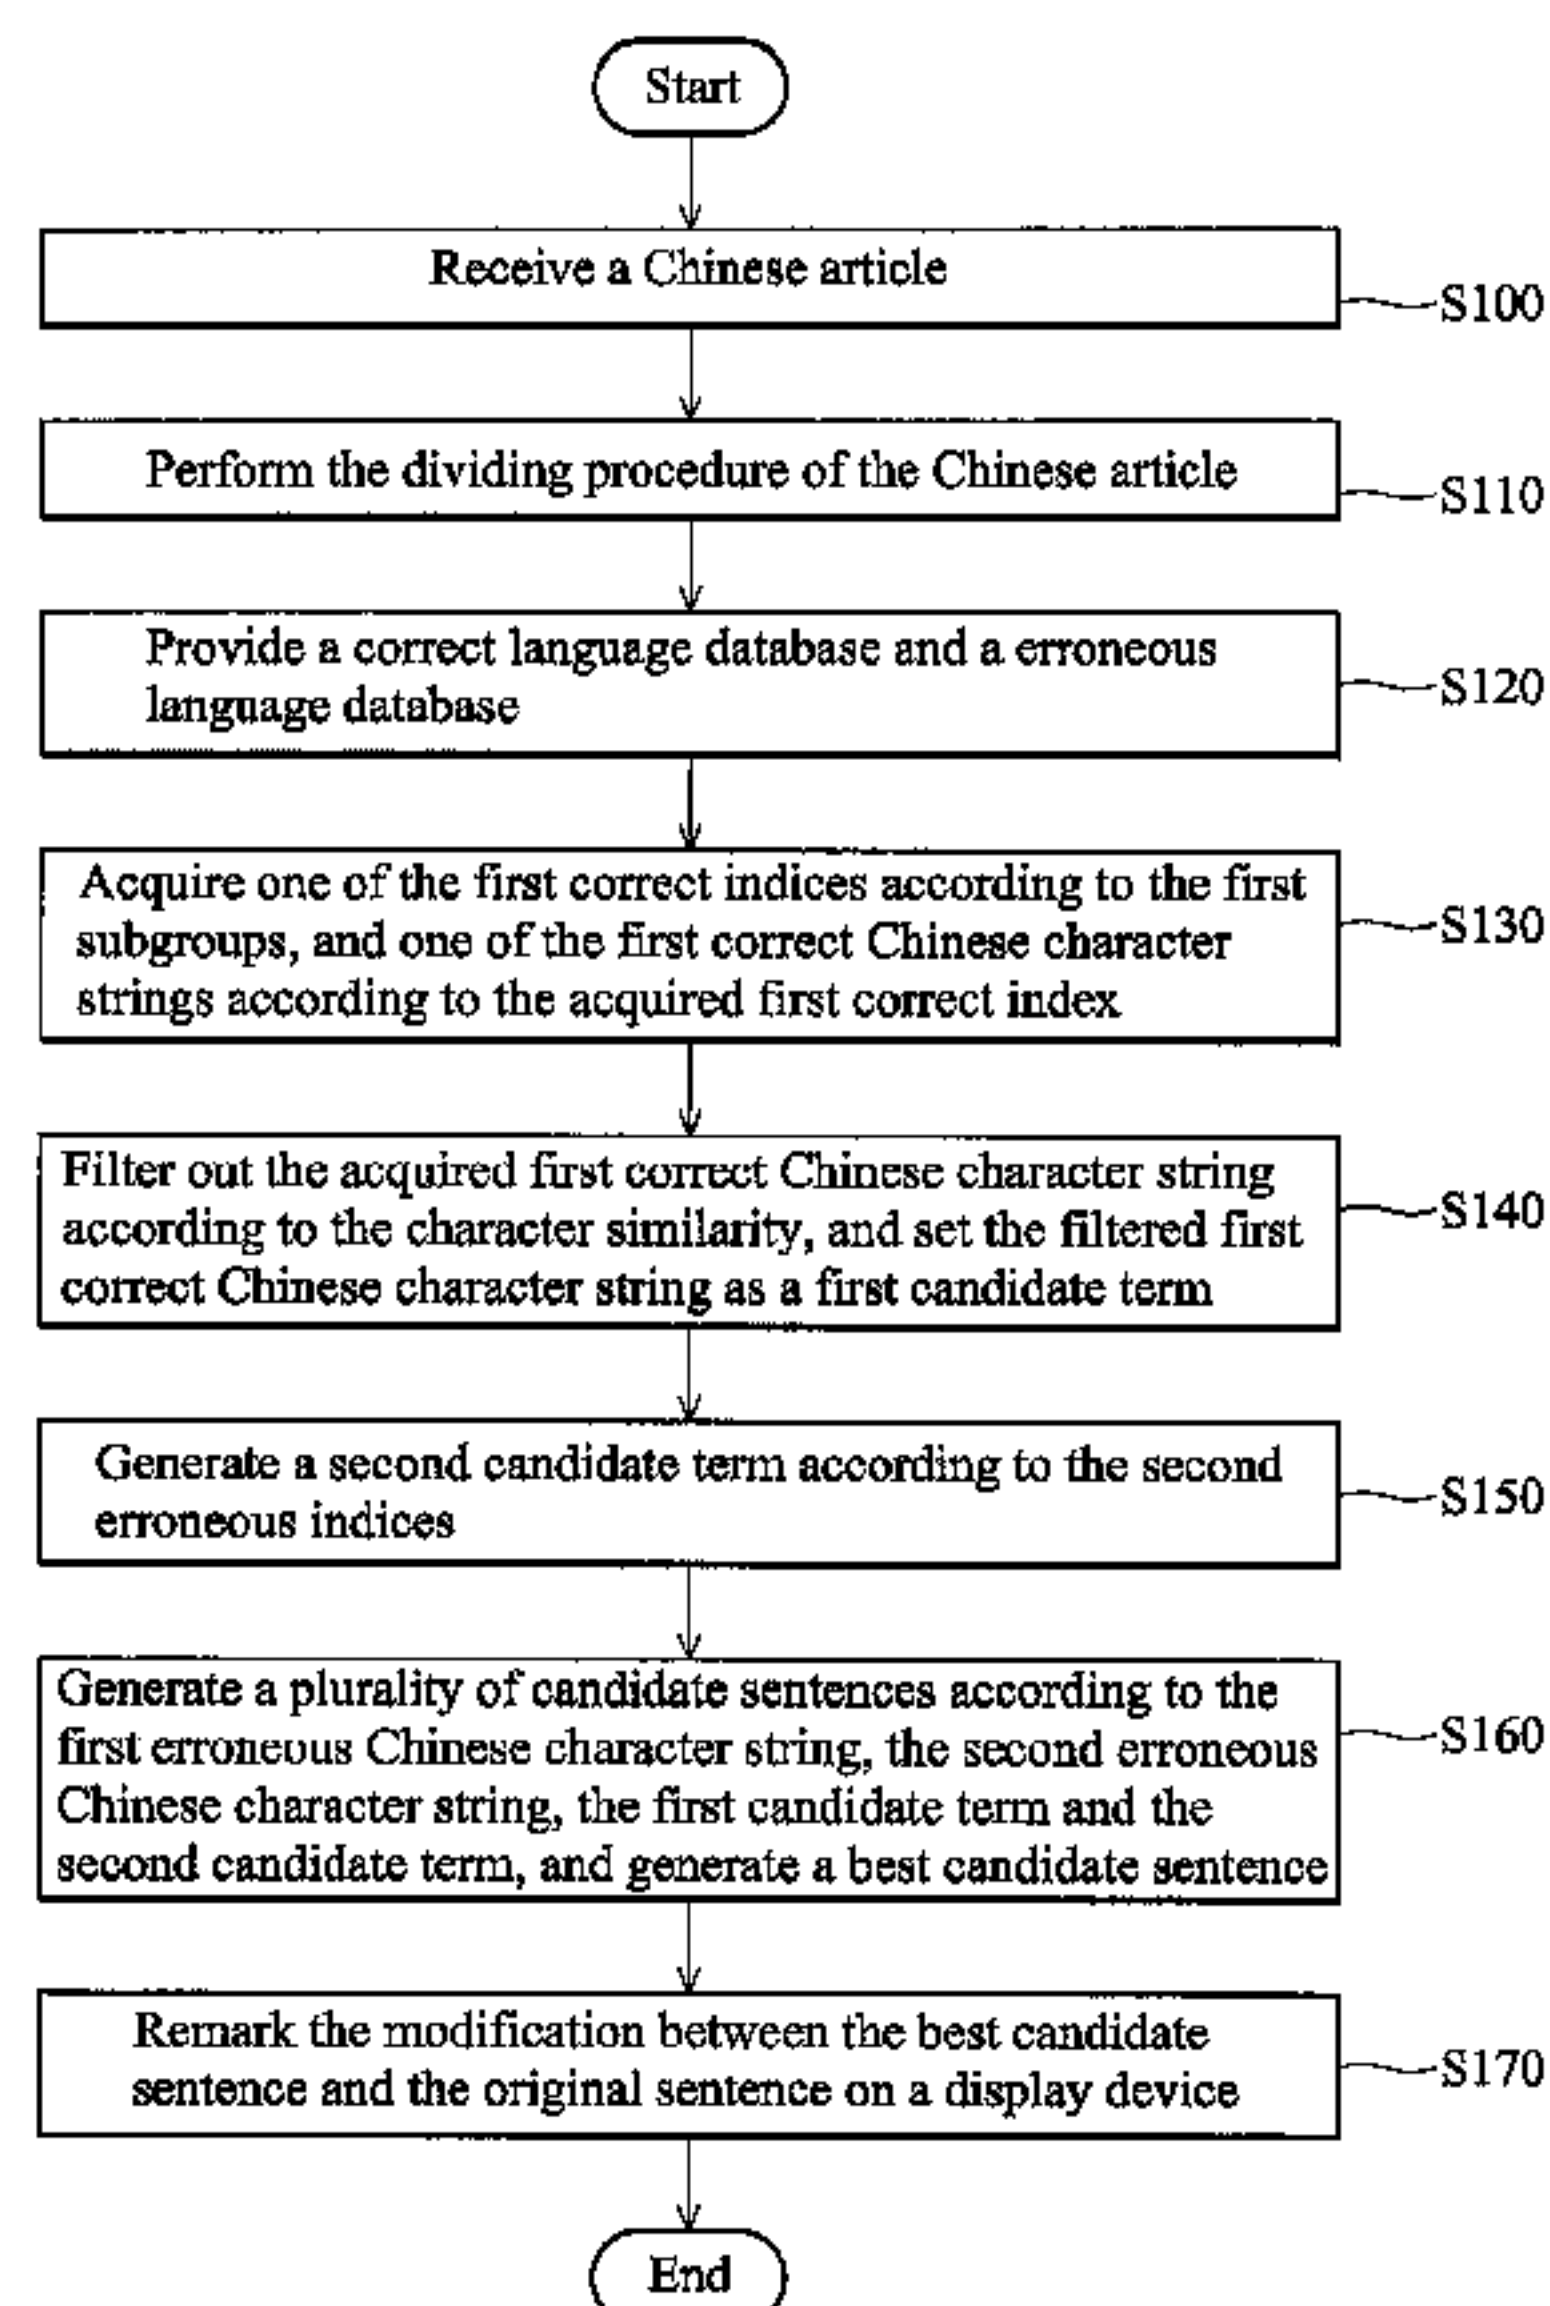 Start
Receive a Chinese article
S100
Perform the dividing procedure of the Chinese article
S110
Provide a correct language database and a erroneous
language database
S120
Acquire one of the first correct indices according to the first
subgroups, and one of the first correct Chinese character
strings according to the acquired first correct index
S130
Filter out the acquired first correct Chinese character string
according to the character similarity, and set the filtered first
correct Chinese character string as a first candidate term
S140
Generate a second candidate term according to the second
erroneous indices
S150
Generate a plurality of candidate sentences according to the
first erroneous Chinese character string, the second erroneous
Chinese character string, the first candidate term and the
second candidate term, and generate a best candidate sentence
S160
Remark the modification between the best candidate
sentence and the original sentence on a display device
S170
End